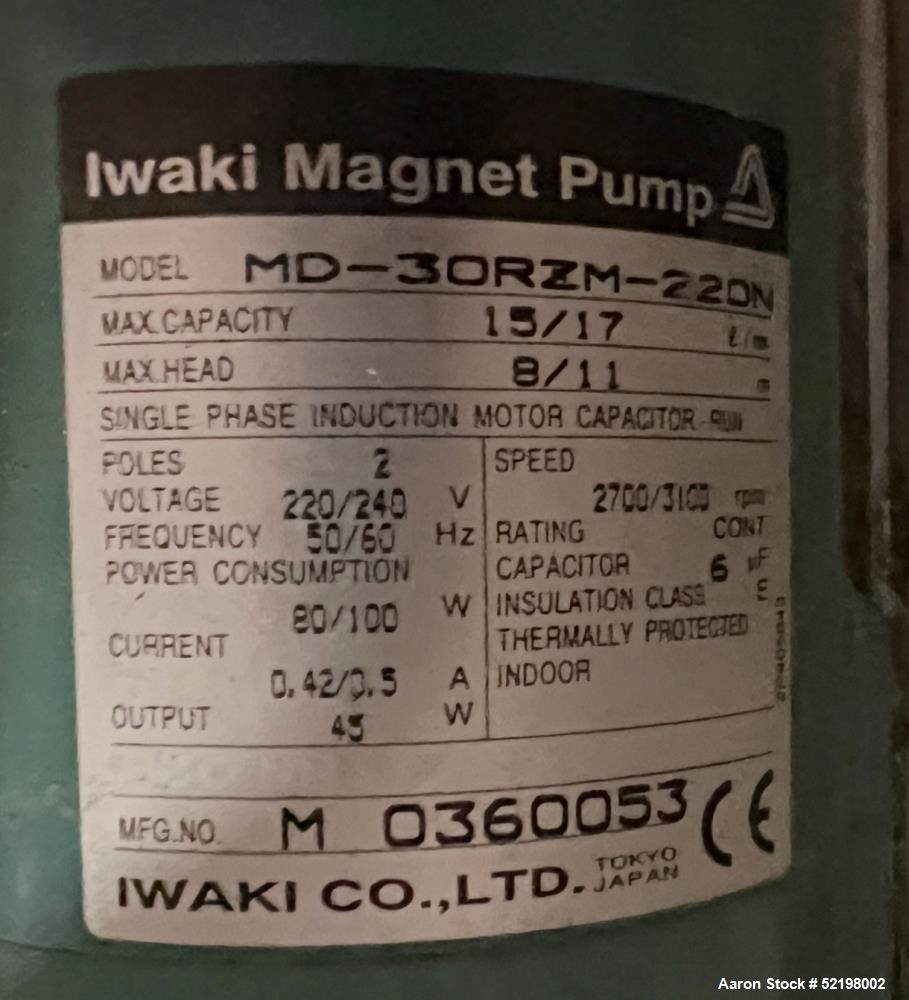 Iwaki Magnet Pump
MODEL MD-30RZM-220N
MAX.CAPACITY 15/17 ℓ/m
MAX.HEAD 8/11 m
SINGLE PHASE INDUCTION MOTOR CAPACITOR-RUN
POLES 2
VOLTAGE 220/240 V
FREQUENCY 50/60 Hz
POWER CONSUMPTION
80/100 W
CURRENT
0.42/0.5 A
OUTPUT 45 W
SPEED
2700/3100 rpm
RATING CONT
CAPACITOR 6 µF
INSULATION CLASS E
THERMALLY PROTECTED
INDOOR
MFG.NO. M 0360053 CE
IWAKI CO.,LTD. TOKYO JAPAN
Aaron Stock # 52198002